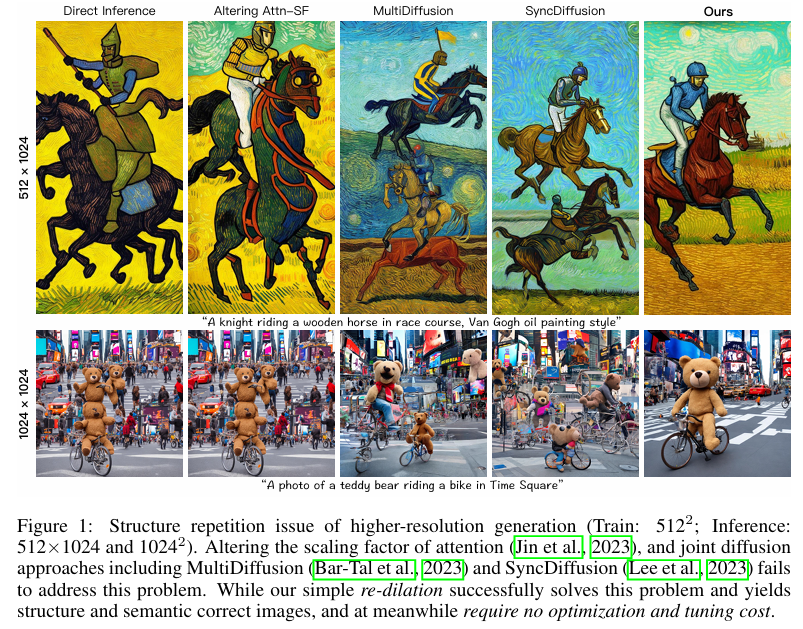 Direct Inference Altering Attn-SF MultiDiffusion SyncDiffusion Ours
512 × 1024
"A knight riding a wooden horse in race course, Van Gogh oil painting style"
1024 × 1024
"A photo of a teddy bear riding a bike in Time Square"
Figure 1: Structure repetition issue of higher-resolution generation (Train: 512²; Inference:
512×1024 and 1024²). Altering the scaling factor of attention (Jin et al., 2023), and joint diffusion
approaches including MultiDiffusion (Bar-Tal et al., 2023) and SyncDiffusion (Lee et al., 2023) fails
to address this problem. While our simple re-dilation successfully solves this problem and yields
structure and semantic correct images, and at meanwhile require no optimization and tuning cost.